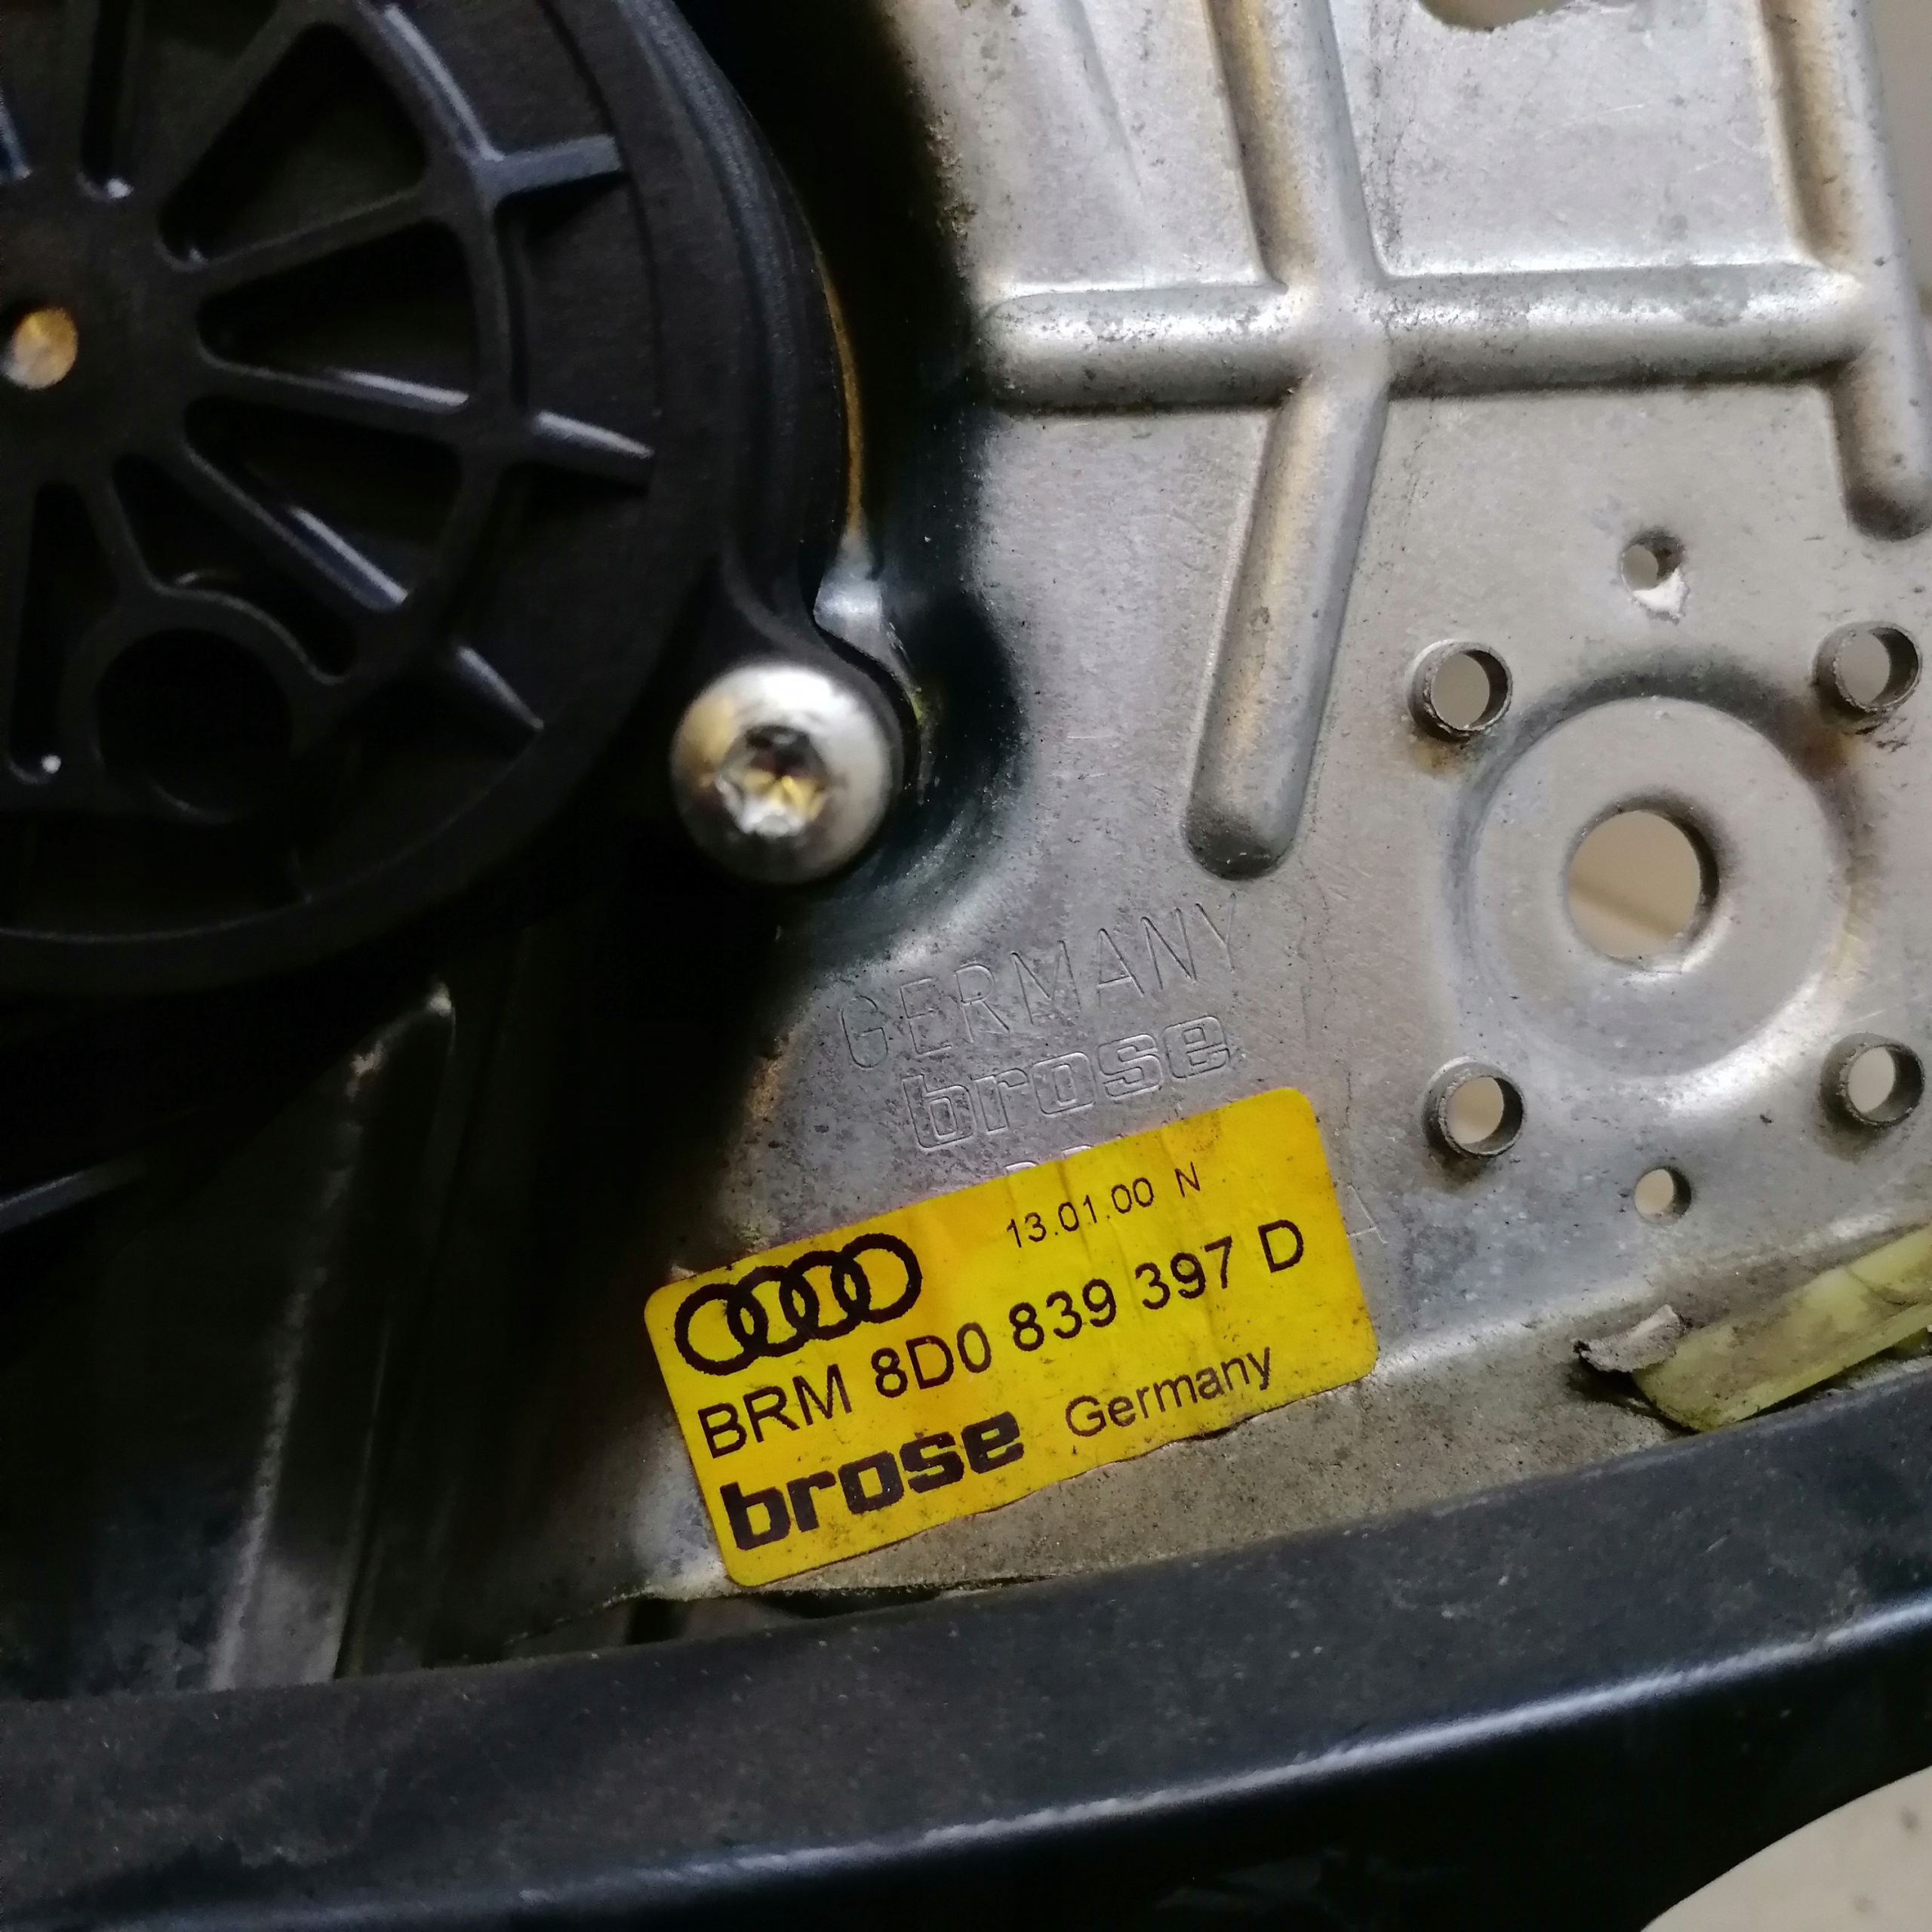 GERMANY
brose
13.01.00 N
BRM 8D0 839 397 D
brose Germany